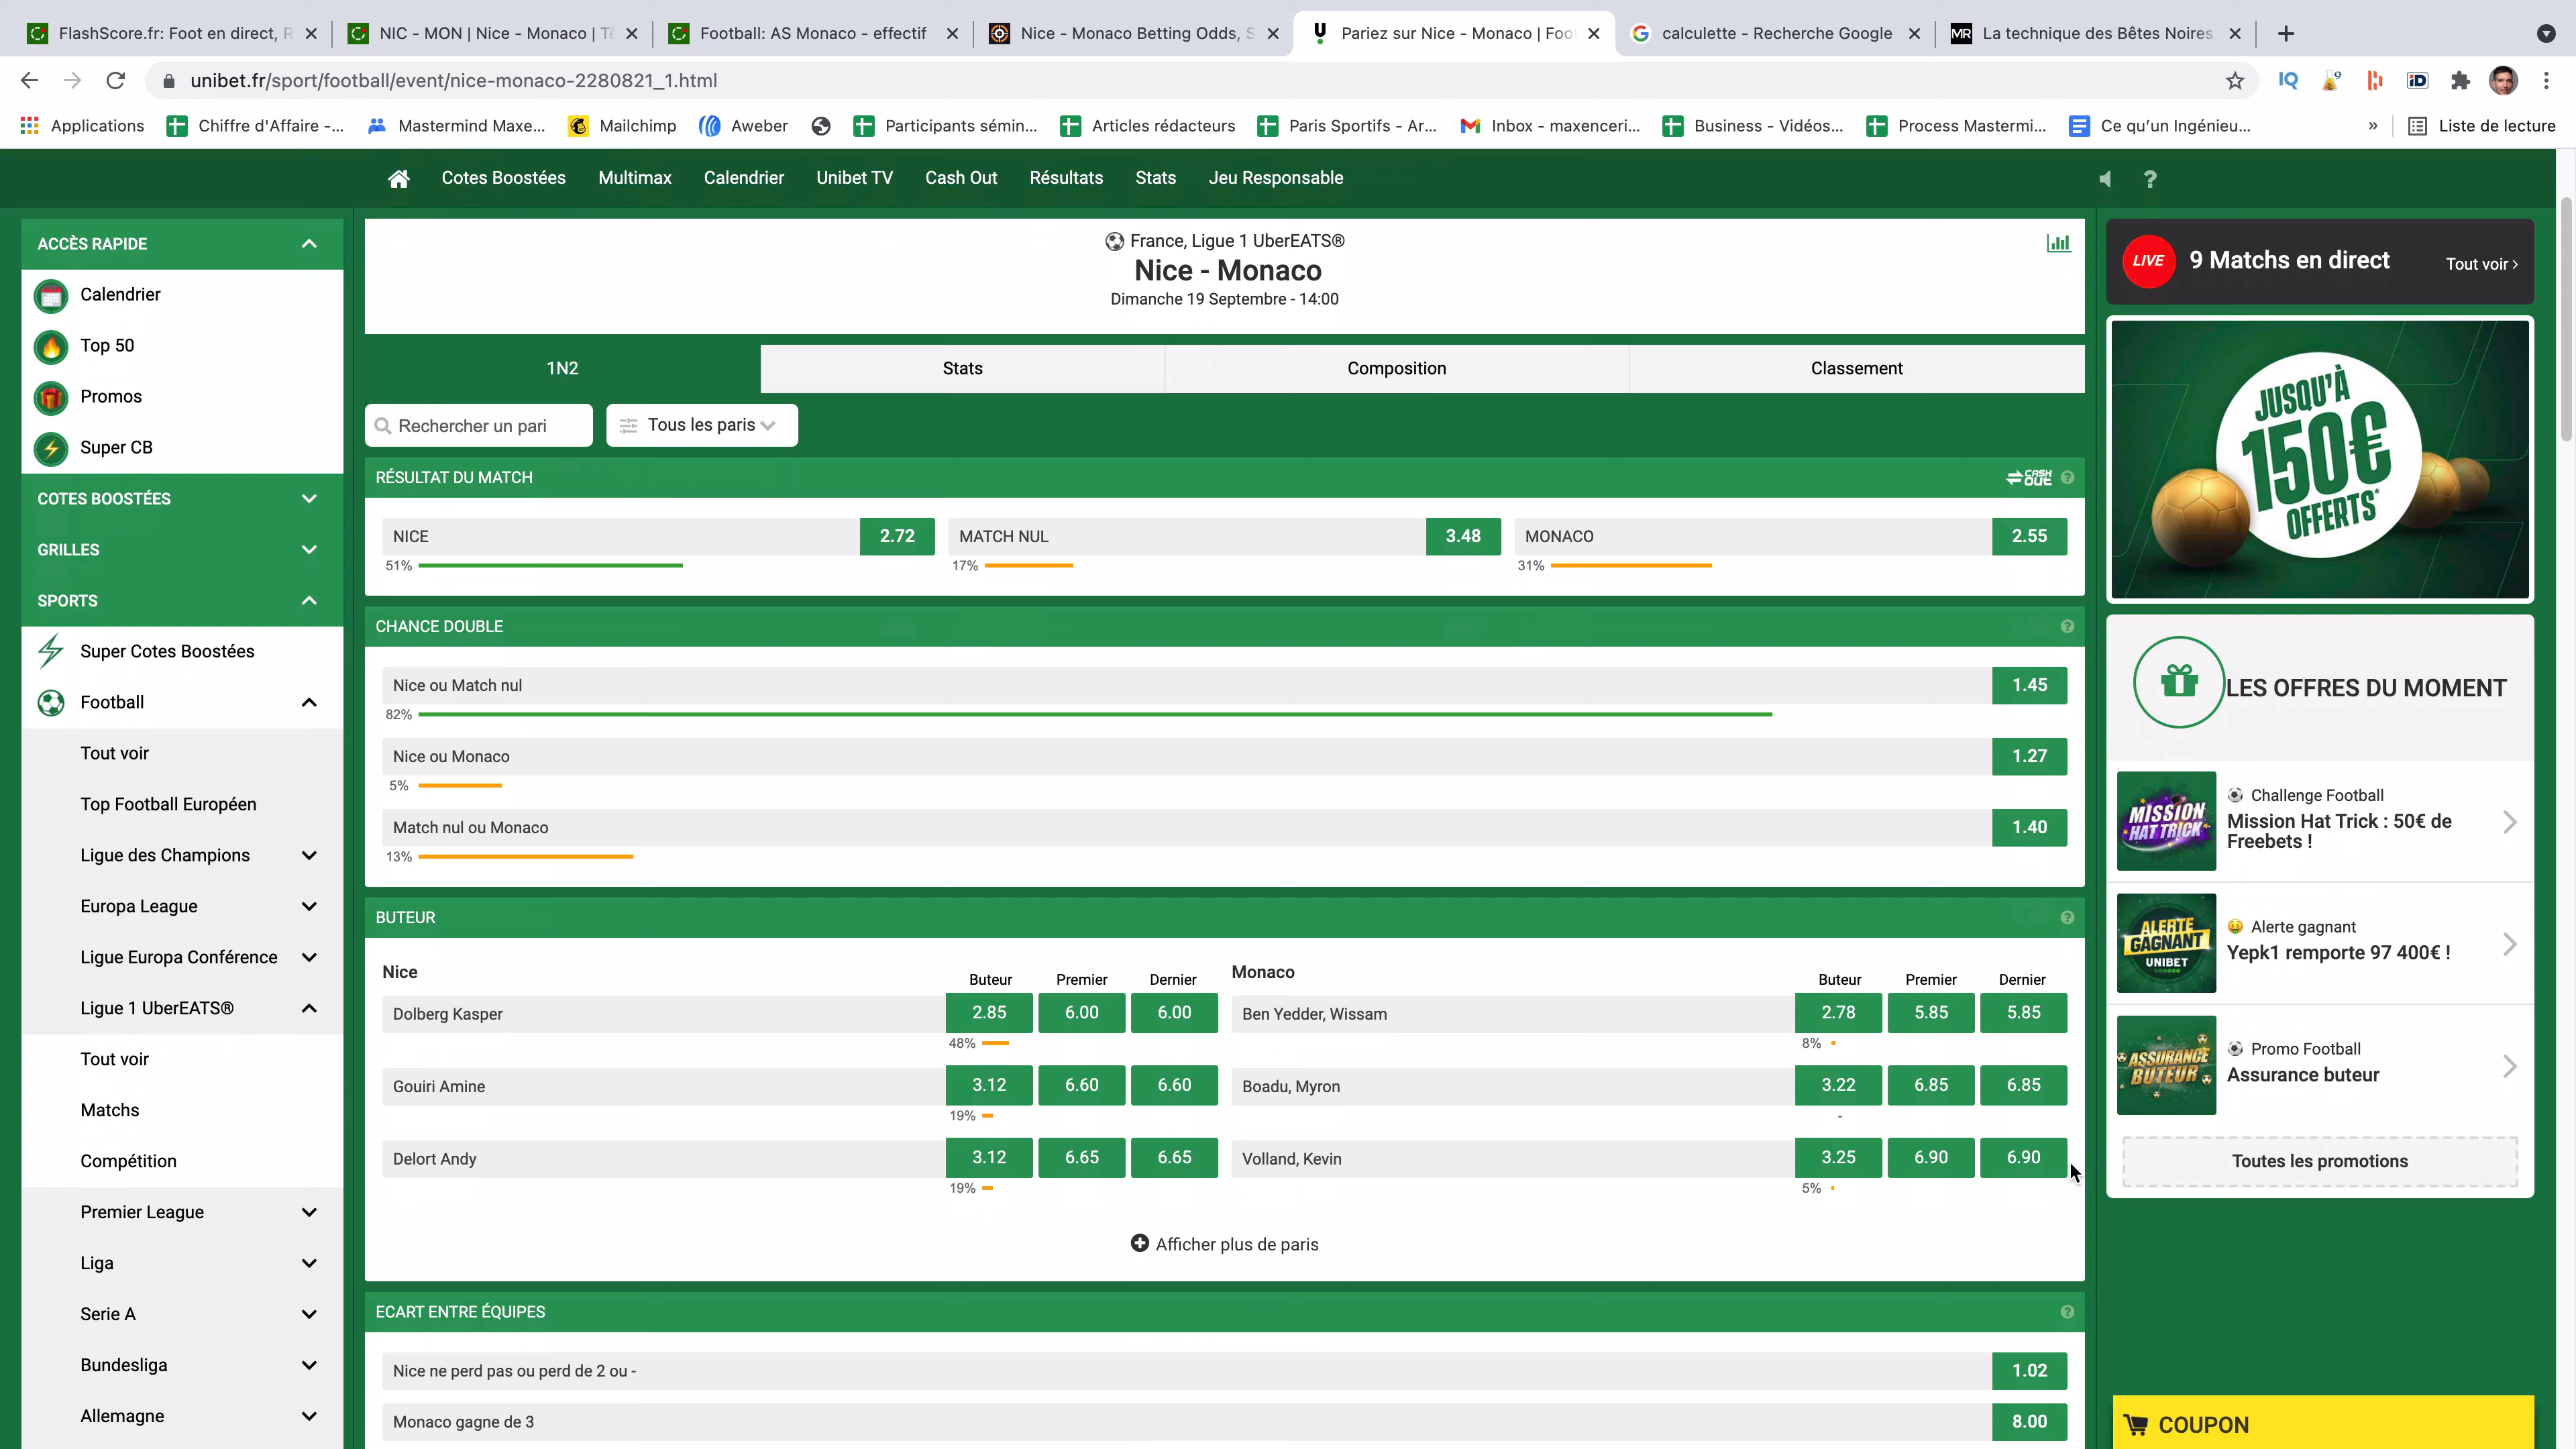 FlashScore.fr: Foot en direct, R
NIC - MON | Nice - Monaco | Te
Football: AS Monaco - effectif
Nice - Monaco Betting Odds, S
Pariez sur Nice - Monaco | Foo
calculette - Recherche Google
La technique des Bêtes Noires
unibet.fr/sport/football/event/nice-monaco-2280821_1.html
Applications
Chiffre d'Affaire -...
Mastermind Maxe...
Mailchimp
Aweber
Participants sémin...
Articles rédacteurs
Paris Sportifs - Ar...
Inbox - maxenceri...
Business - Vidéos...
Process Mastermi...
Ce qu'un Ingénieu...
»
Liste de lecture
Cotes Boostées
Multimax
Calendrier
Unibet TV
Cash Out
Résultats
Stats
Jeu Responsable
?
ACCÈS RAPIDE
Calendrier
Top 50
Promos
Super CB
COTES BOOSTÉES
GRILLES
SPORTS
Super Cotes Boostées
Football
Tout voir
Top Football Européen
Ligue des Champions
Europa League
Ligue Europa Conférence
Ligue 1 UberEATS®
Tout voir
Matchs
Compétition
Premier League
Liga
Serie A
Bundesliga
Allemagne
France, Ligue 1 UberEATS®
Nice - Monaco
Dimanche 19 Septembre - 14:00
1N2
Stats
Composition
Classement
Rechercher un pari
Tous les paris
RÉSULTAT DU MATCH
CASH OUT ?
NICE 2.72
51%
MATCH NUL 3.48
17%
MONACO 2.55
31%
CHANCE DOUBLE ?
Nice ou Match nul 1.45
82%
Nice ou Monaco 1.27
5%
Match nul ou Monaco 1.40
13%
BUTEUR ?
Nice Buteur Premier Dernier
Dolberg Kasper 2.85 6.00 6.00
48%
Gouiri Amine 3.12 6.60 6.60
19%
Delort Andy 3.12 6.65 6.65
19%
Monaco Buteur Premier Dernier
Ben Yedder, Wissam 2.78 5.85 5.85
8%
Boadu, Myron 3.22 6.85 6.85
-
Volland, Kevin 3.25 6.90 6.90
5%
Afficher plus de paris
ECART ENTRE ÉQUIPES ?
Nice ne perd pas ou perd de 2 ou - 1.02
Monaco gagne de 3 8.00
LIVE 9 Matchs en direct Tout voir ›
JUSQU'À
150€
OFFERTS*
LES OFFRES DU MOMENT
MISSION
HAT TRICK
Challenge Football
Mission Hat Trick : 50€ de
Freebets !
ALERTE
GAGNANT
UNIBET
Alerte gagnant
Yepk1 remporte 97 400€ !
ASSURANCE
BUTEUR
Promo Football
Assurance buteur
Toutes les promotions
COUPON